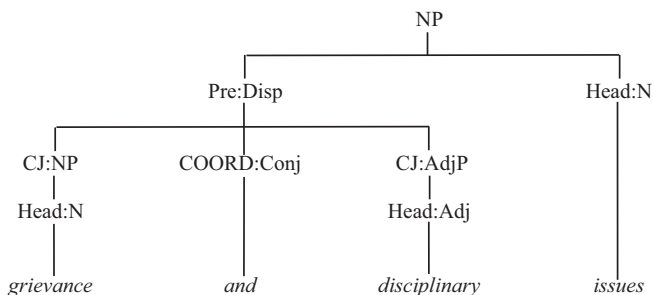 NP
Pre:Disp Head:N
CJ:NP COORD:Conj CJ:AdjP
Head:N Head:Adj
grievance and disciplinary issues